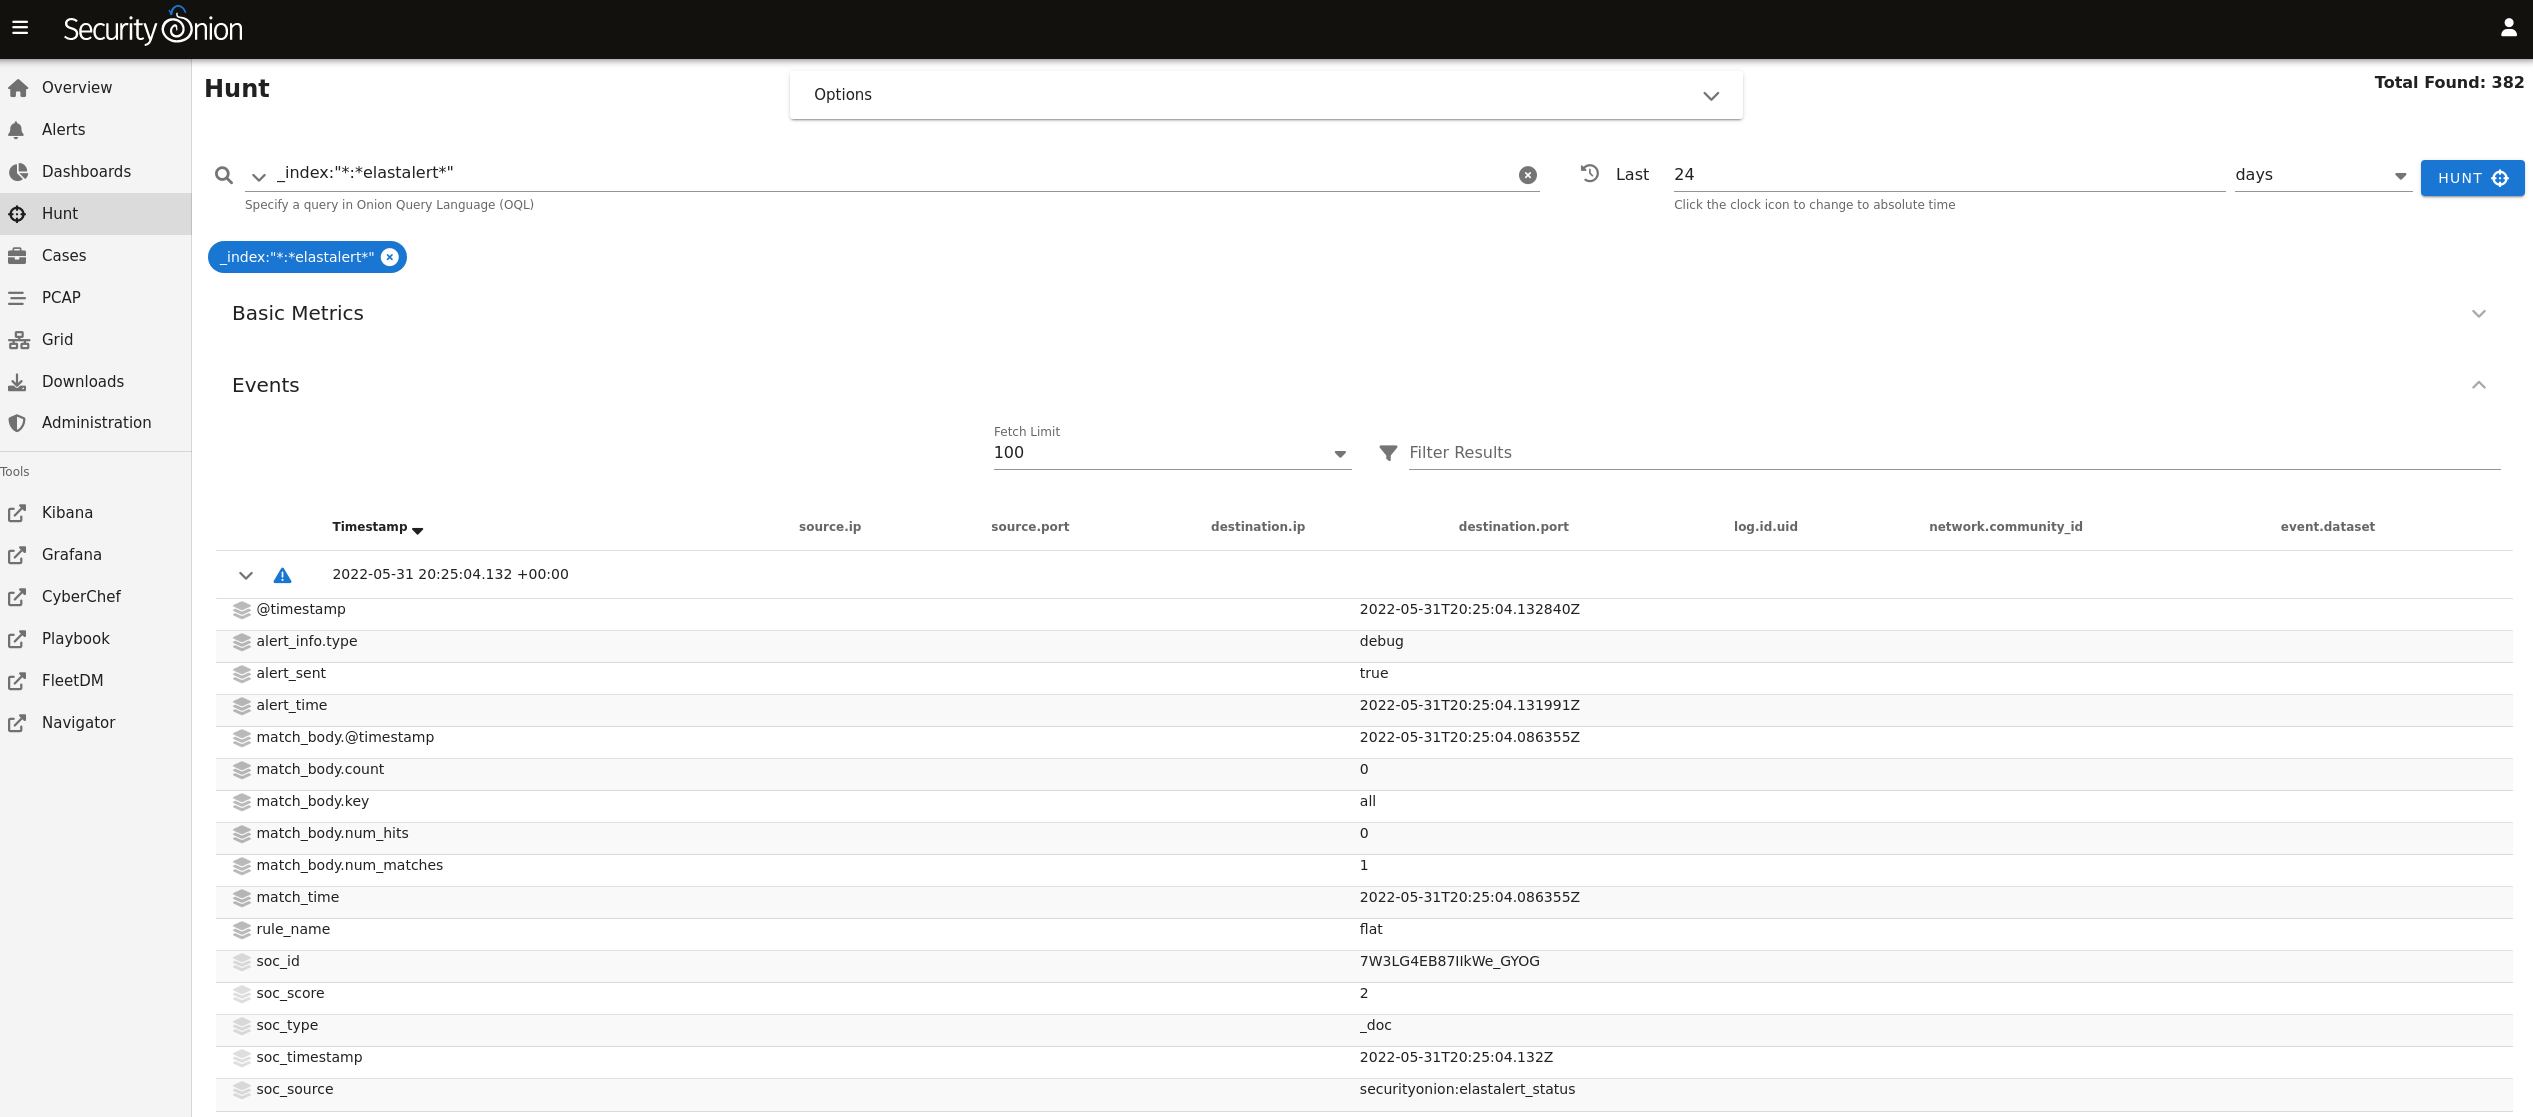 Security Onion
Overview
Alerts
Dashboards
Hunt
Cases
PCAP
Grid
Downloads
Administration
Tools
Kibana
Grafana
CyberChef
Playbook
FleetDM
Navigator
Hunt
Options
Total Found: 382
_index:"*:*elastalert*"
Specify a query in Onion Query Language (OQL)
Last 24 days HUNT
Click the clock icon to change to absolute time
_index:"*:*elastalert*"
Basic Metrics
Events
Fetch Limit
100 Filter Results
Timestamp source.ip source.port destination.ip destination.port log.id.uid network.community_id event.dataset
2022-05-31 20:25:04.132 +00:00
@timestamp 2022-05-31T20:25:04.132840Z
alert_info.type debug
alert_sent true
alert_time 2022-05-31T20:25:04.131991Z
match_body.@timestamp 2022-05-31T20:25:04.086355Z
match_body.count 0
match_body.key all
match_body.num_hits 0
match_body.num_matches 1
match_time 2022-05-31T20:25:04.086355Z
rule_name flat
soc_id 7W3LG4EB87IIkWe_GYOG
soc_score 2
soc_type _doc
soc_timestamp 2022-05-31T20:25:04.132Z
soc_source securityonion:elastalert_status